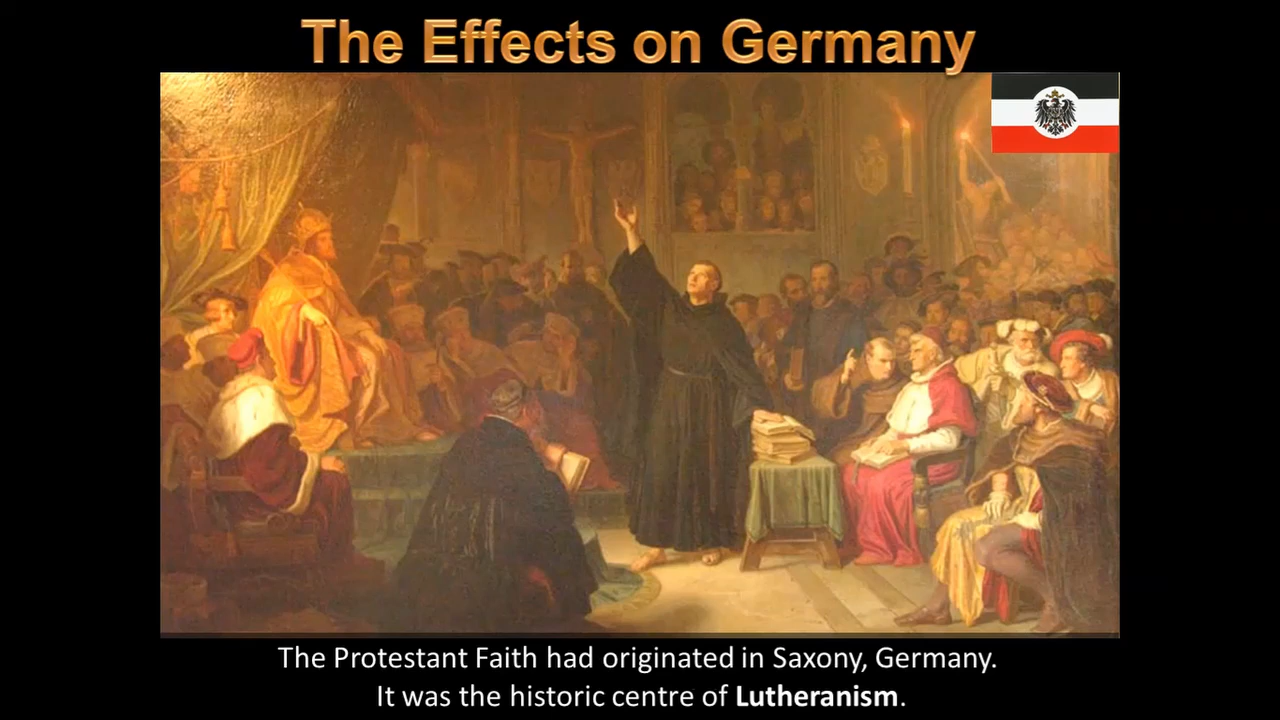 The Effects on Germany
The Protestant Faith had originated in Saxony, Germany.
It was the historic centre of Lutheranism.